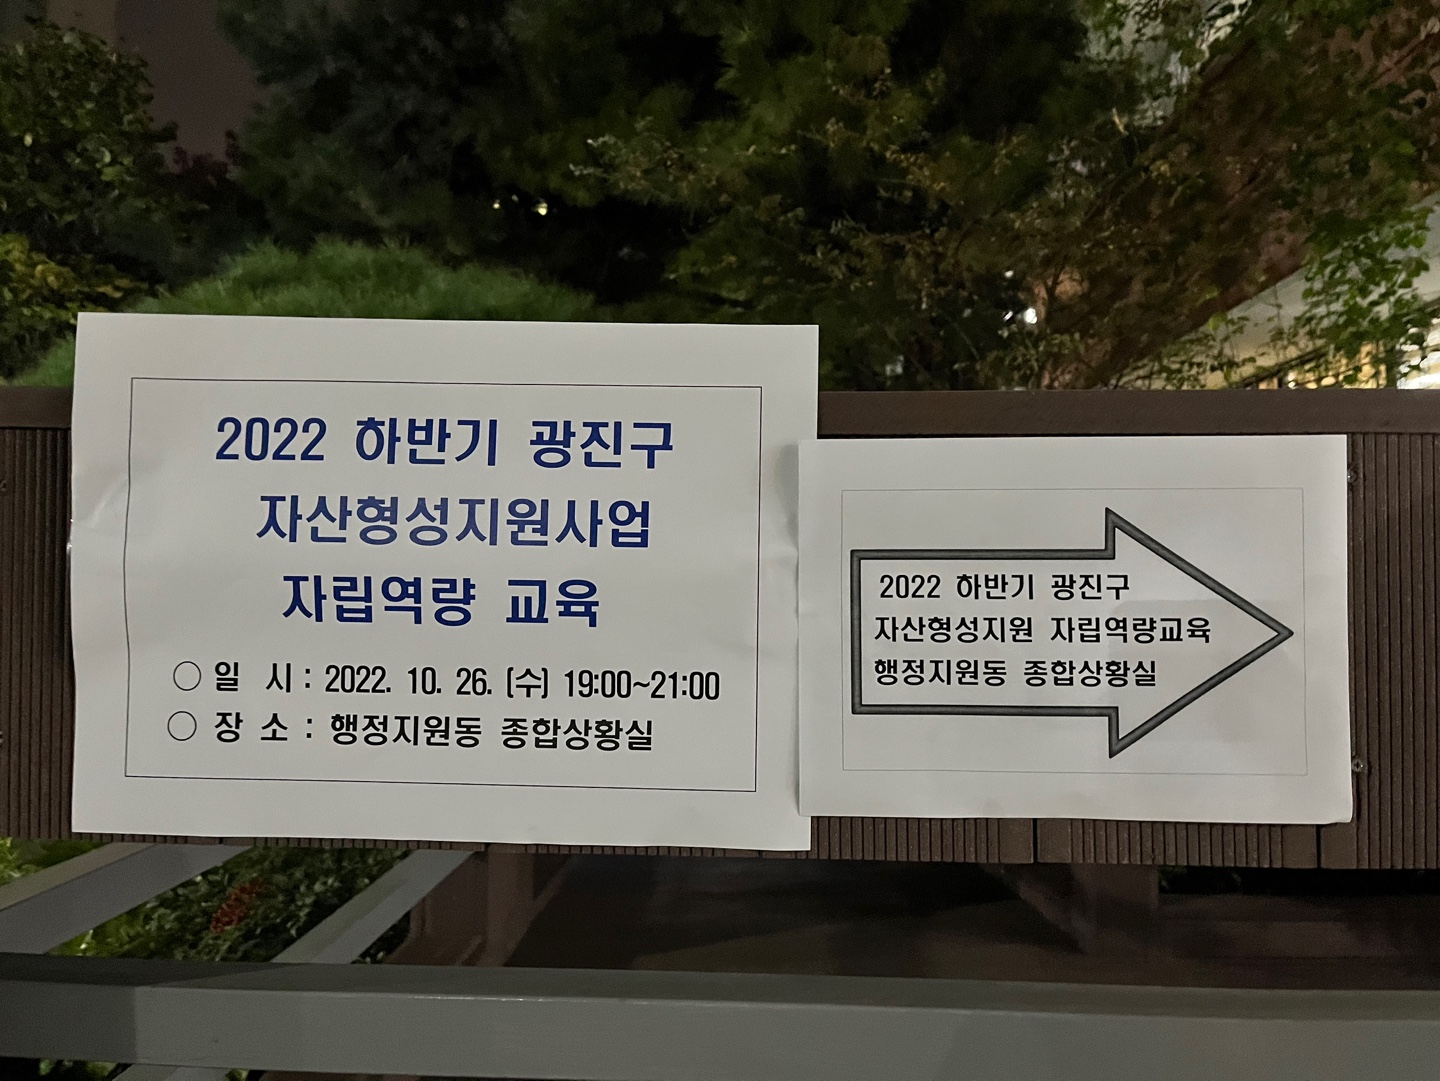 2022 하반기 광진구
자산형성지원사업
자립역량 교육
○ 일 시 : 2022. 10. 26. (수) 19:00~21:00
○ 장 소 : 행정지원동 종합상황실
2022 하반기 광진구
자산형성지원 자립역량교육
행정지원동 종합상황실